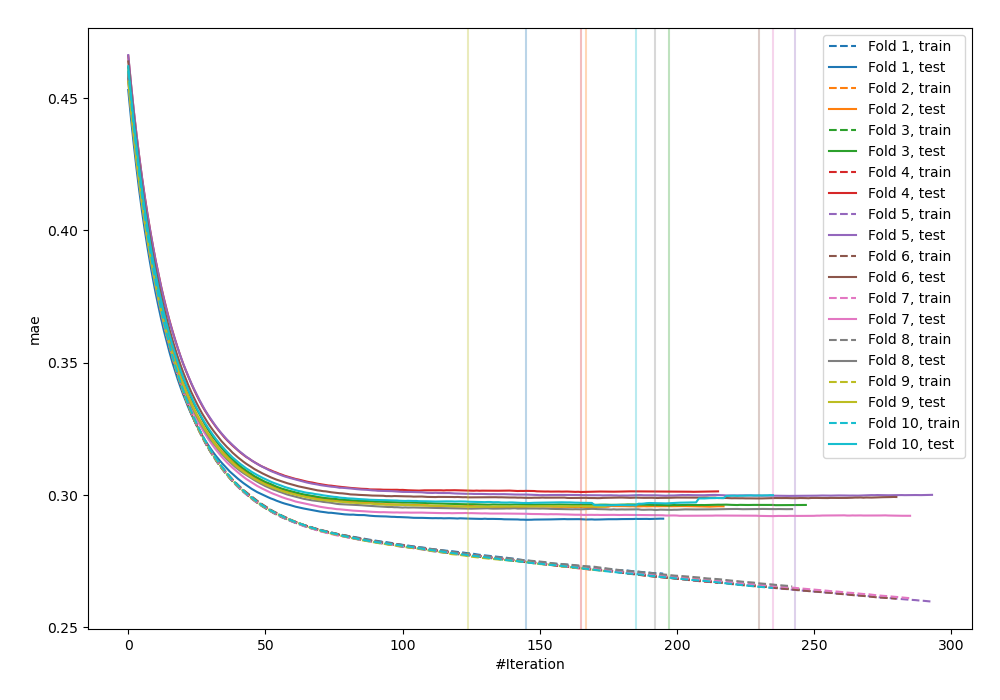 0.45
0.40
0.35
0.30
0.25
mae
0
50
100
150
200
250
300
#Iteration
Fold 1, train
Fold 1, test
Fold 2, train
Fold 2, test
Fold 3, train
Fold 3, test
Fold 4, train
Fold 4, test
Fold 5, train
Fold 5, test
Fold 6, train
Fold 6, test
Fold 7, train
Fold 7, test
Fold 8, train
Fold 8, test
Fold 9, train
Fold 9, test
Fold 10, train
Fold 10, test